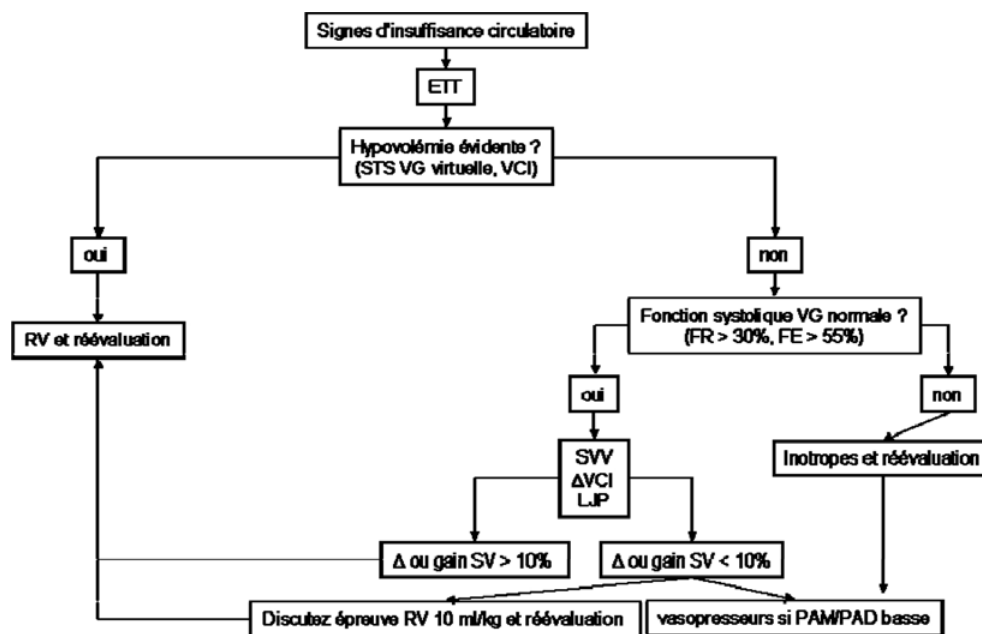 Signes d'insuffisance circulatoire
ETT
Hypovolémie évidente ?
(STS VG virtuelle, VCI)
oui
non
RV et réévaluation
Fonction systolique VG normale ?
(FR > 30%, FE > 55%)
oui
non
SVV
ΔVCI
LJP
Inotropes et réévaluation
Δ ou gain SV > 10%
Δ ou gain SV < 10%
Discutez épreuve RV 10 ml/kg et réévaluation
vasopresseurs si PAM/PAD basse